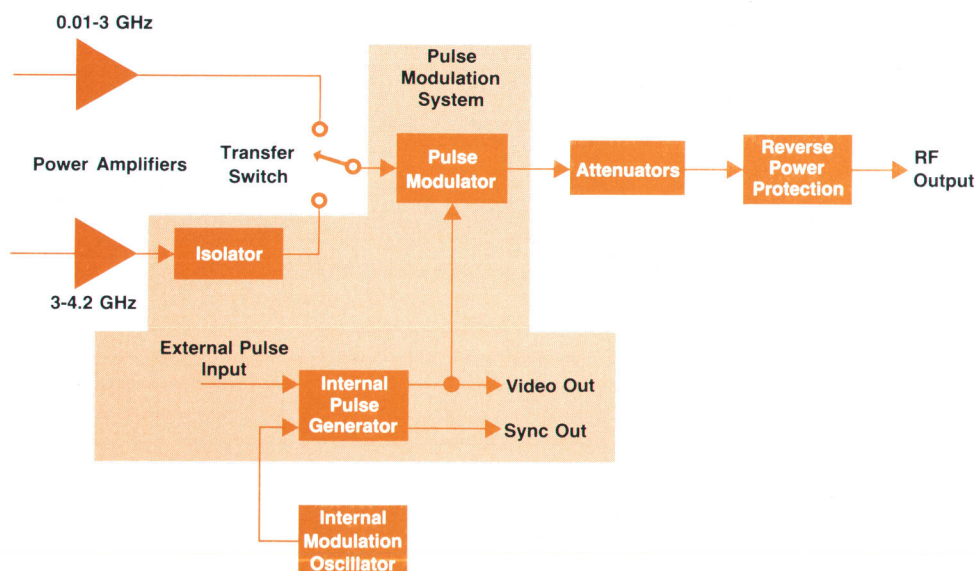 0.01-3 GHz
Pulse
Modulation
System
Power Amplifiers
Transfer
Switch
Pulse
Modulator
Attenuators
Reverse
Power
Protection
RF
Output
Isolator
3-4.2 GHz
External Pulse
Input
Internal
Pulse
Generator
Video Out
Sync Out
Internal
Modulation
Oscillator